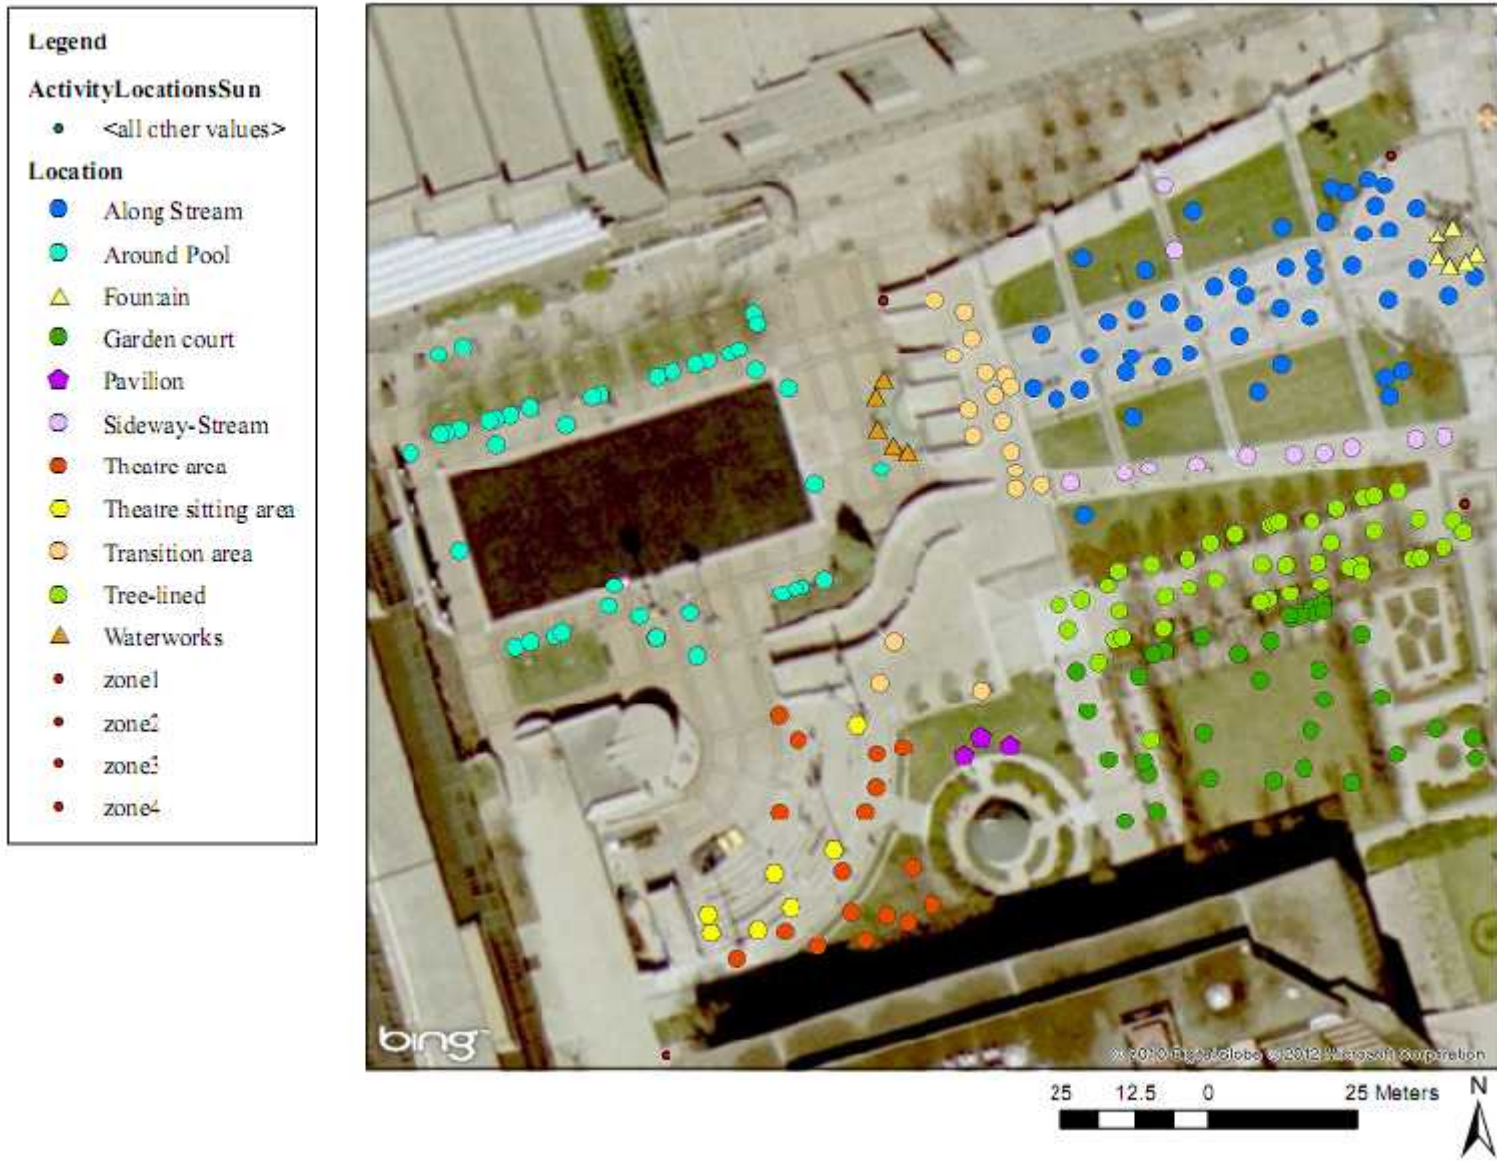 Legend
ActivityLocationsSun
<all other values>
Location
Along Stream
Around Pool
Fountain
Garden court
Pavilion
Sideway-Stream
Theatre area
Theatre sitting area
Transition area
Tree-lined
Waterworks
zone1
zone2
zone3
zone4
bing
Corporation
25 12.5 0 25 Meters
N